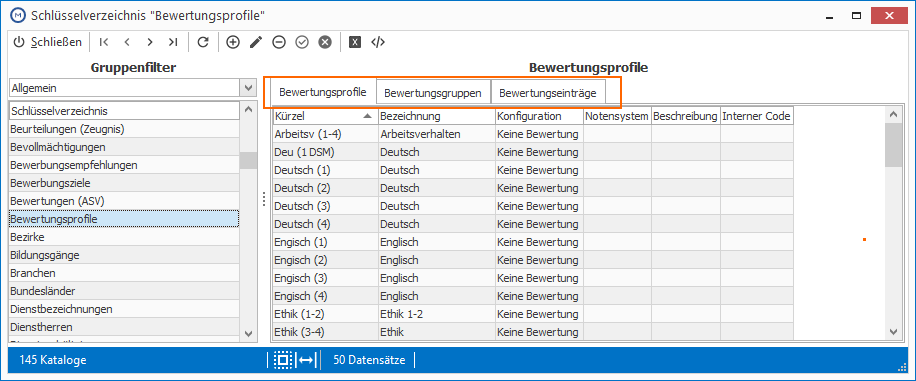 M Schlüsselverzeichnis "Bewertungsprofile"
Schließen X </>
Gruppenfilter
Allgemein
Schlüsselverzeichnis
Beurteilungen (Zeugnis)
Bevollmächtigungen
Bewerbungsempfehlungen
Bewerbungsziele
Bewertungen (ASV)
Bewertungsprofile
Bezirke
Bildungsgänge
Branchen
Bundesländer
Dienstbezeichnungen
Dienstherren
Bewertungsprofile
Bewertungsprofile Bewertungsgruppen Bewertungseinträge
Kürzel Bezeichnung Konfiguration Notensystem Beschreibung Interner Code
Arbeitsv (1-4) Arbeitsverhalten Keine Bewertung
Deu (1 DSM) Deutsch Keine Bewertung
Deutsch (1) Deutsch Keine Bewertung
Deutsch (2) Deutsch Keine Bewertung
Deutsch (3) Deutsch Keine Bewertung
Deutsch (4) Deutsch Keine Bewertung
Engisch (1) Englisch Keine Bewertung
Engisch (2) Englisch Keine Bewertung
Engisch (3) Englisch Keine Bewertung
Engisch (4) Englisch Keine Bewertung
Ethik (1-2) Ethik 1-2 Keine Bewertung
Ethik (3-4) Ethik Keine Bewertung
145 Kataloge 50 Datensätze